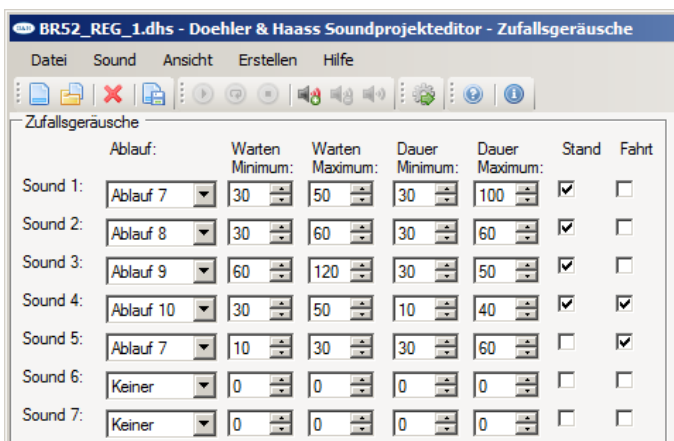 D&H BR52_REG_1.dhs - Doehler & Haass Soundprojekteditor - Zufallsgeräusche
Datei Sound Ansicht Erstellen Hilfe
Zufallsgeräusche
Ablauf: Warten Minimum: Warten Maximum: Dauer Minimum: Dauer Maximum: Stand Fahrt
Sound 1: Ablauf 7 30 50 30 100
Sound 2: Ablauf 8 30 60 30 60
Sound 3: Ablauf 9 60 120 30 50
Sound 4: Ablauf 10 30 50 10 40
Sound 5: Ablauf 7 10 30 30 60
Sound 6: Keiner 0 0 0 0
Sound 7: Keiner 0 0 0 0